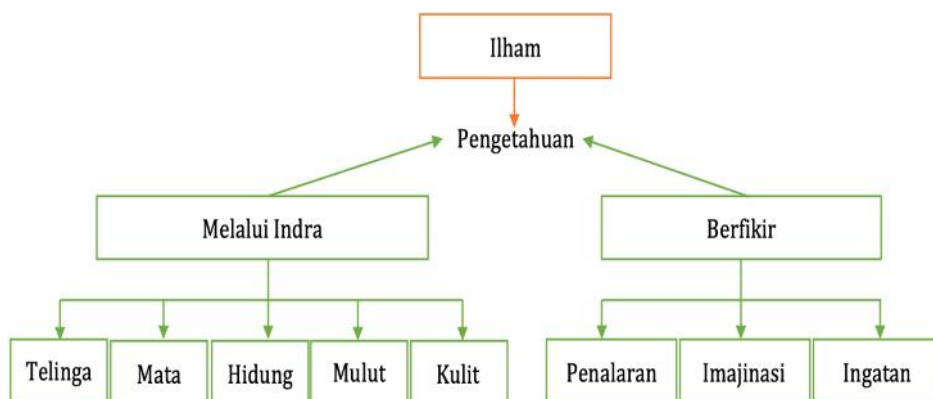 Ilham
Pengetahuan
Melalui Indra
Berfikir
Telinga
Mata
Hidung
Mulut
Kulit
Penalaran
Imajinasi
Ingatan